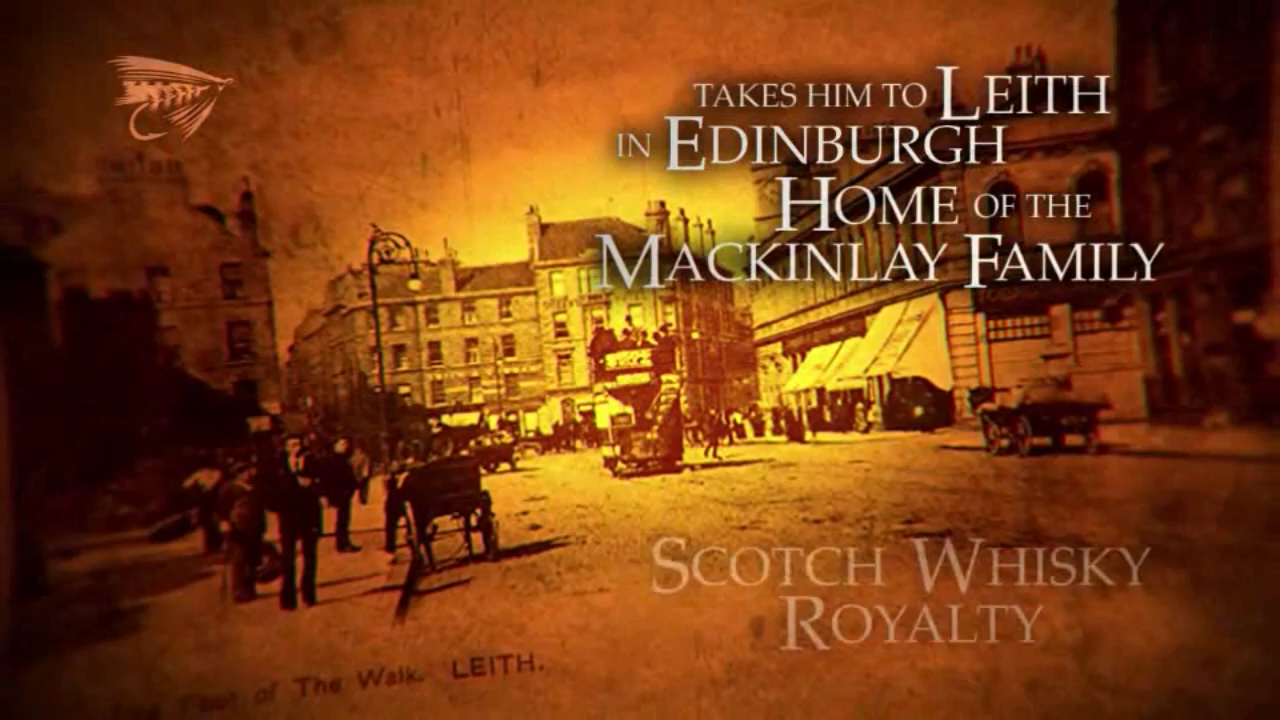 TAKES HIM TO LEITH
IN EDINBURGH
HOME OF THE
MACKINLAY FAMILY
SCOTCH WHISKY
ROYALTY
of The Walk. LEITH.